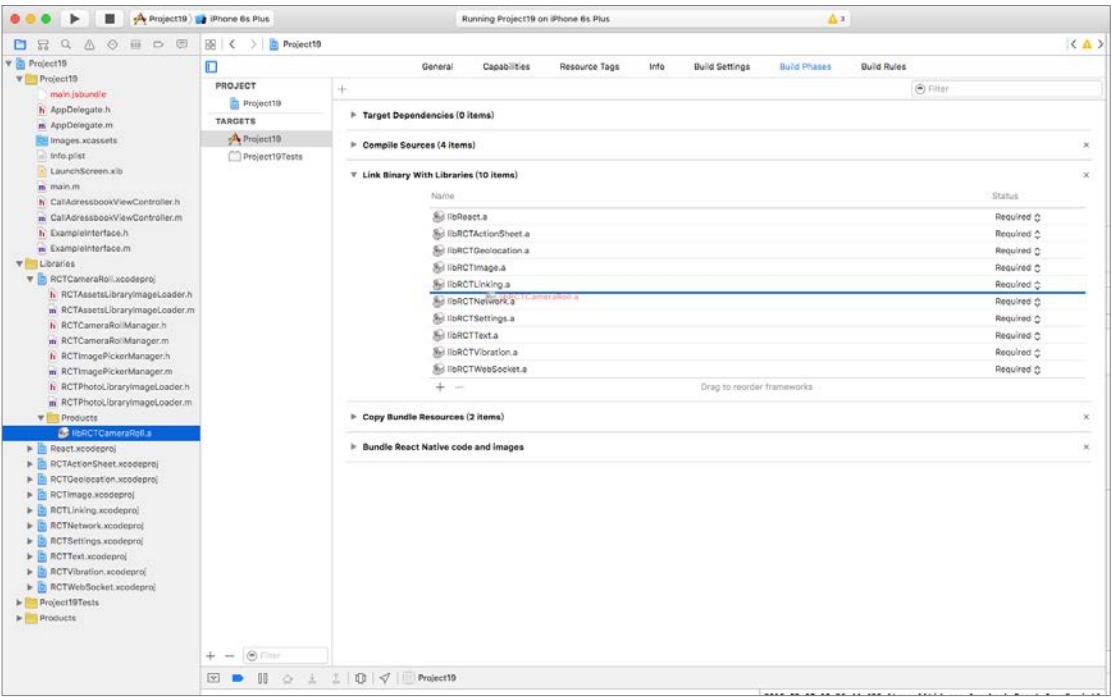 Project19 iPhone 6s Plus Running Project19 on iPhone 6s Plus
Project19
General Capabilities Resource Tags Info Build Settings Build Phases Build Rules
Project19
Project19
main.jsbundle
AppDelegate.h
AppDelegate.m
Images.xcassets
Info.plist
LaunchScreen.xib
main.m
CallAdressbookViewController.h
CallAdressbookViewController.m
ExampleInterface.h
ExampleInterface.m
Libraries
RCTCameraRoll.xcodeproj
RCTAssetsLibraryImageLoader.h
RCTAssetsLibraryImageLoader.m
RCTCameraRollManager.h
RCTCameraRollManager.m
RCTImagePickerManager.h
RCTImagePickerManager.m
RCTPhotoLibraryImageLoader.h
RCTPhotoLibraryImageLoader.m
Products
libRCTCameraRoll.a
React.xcodeproj
RCTActionSheet.xcodeproj
RCTGeolocation.xcodeproj
RCTImage.xcodeproj
RCTLinking.xcodeproj
RCTNetwork.xcodeproj
RCTSettings.xcodeproj
RCTText.xcodeproj
RCTVibration.xcodeproj
RCTWebSocket.xcodeproj
Project19Tests
Products
PROJECT
Project19
TARGETS
Project19
Project19Tests
Filter
Filter
Target Dependencies (0 items)
Compile Sources (4 items)
Link Binary With Libraries (10 items)
Name Status
libReact.a Required
libRCTActionSheet.a Required
libRCTGeolocation.a Required
libRCTImage.a Required
libRCTLinking.a Required
libRCTCameraRoll.a
libRCTNetwork.a Required
libRCTSettings.a Required
libRCTText.a Required
libRCTVibration.a Required
libRCTWebSocket.a Required
Drag to reorder frameworks
Copy Bundle Resources (2 items)
Bundle React Native code and images
Project19